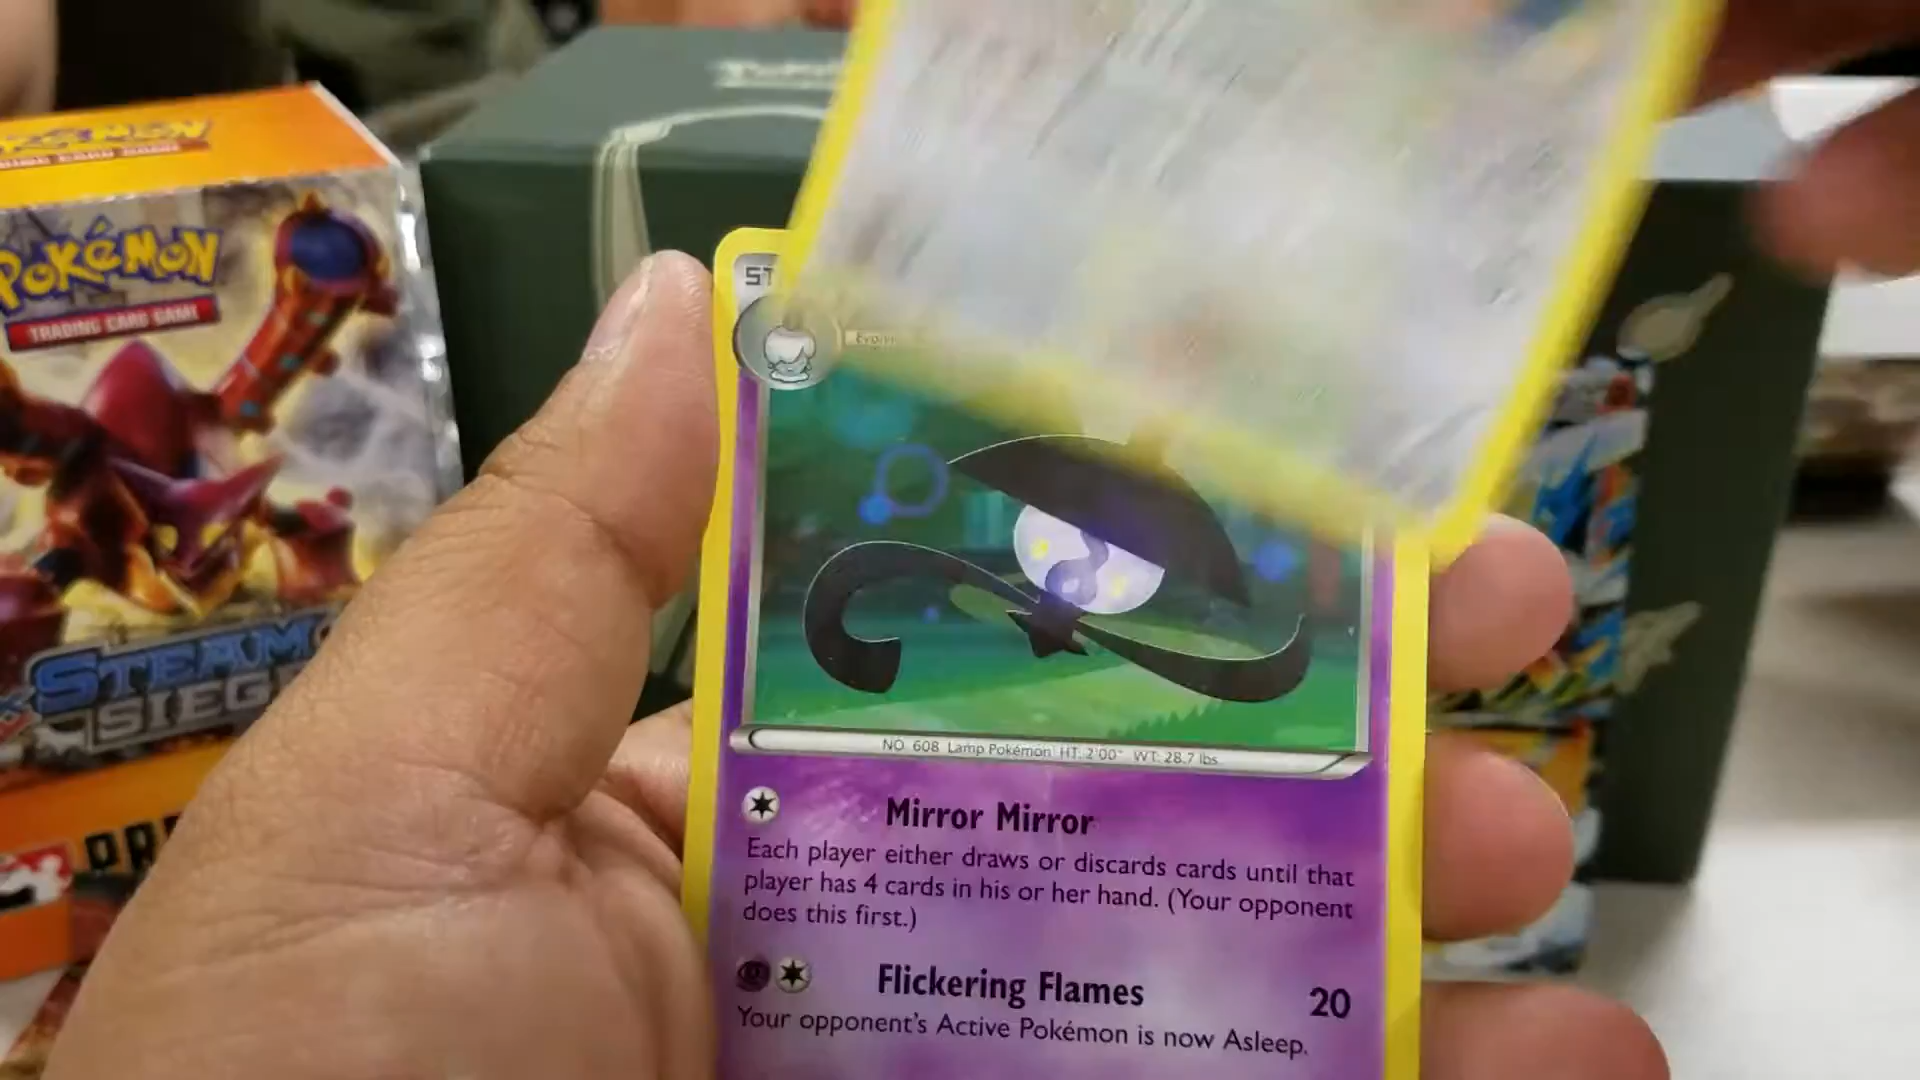 POKÉMON
TRADING CARD GAME
STEAM
SIEGE
ST
Evolv
NO. 608 Lamp Pokémon HT: 2'00" WT: 28.7 lbs.
Mirror Mirror
Each player either draws or discards cards until that
player has 4 cards in his or her hand. (Your opponent
does this first.)
Flickering Flames 20
Your opponent's Active Pokémon is now Asleep.